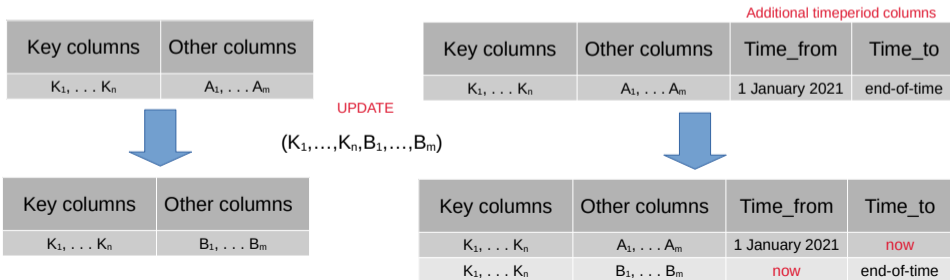 Additional timeperiod columns
Key columns Other columns
K₁, . . . Kₙ A₁, . . . Aₘ
Key columns Other columns Time_from Time_to
K₁, . . . Kₙ A₁, . . . Aₘ 1 January 2021 end-of-time
UPDATE
(K₁,…,Kₙ,B₁,…,Bₘ)
Key columns Other columns
K₁, . . . Kₙ B₁, . . . Bₘ
Key columns Other columns Time_from Time_to
K₁, . . . Kₙ A₁, . . . Aₘ 1 January 2021 now
K₁, . . . Kₙ B₁, . . . Bₘ now end-of-time